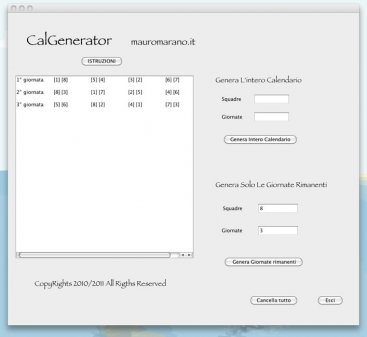 CalGenerator mauromarano.it
ISTRUZIONI
1° giornata [1] [8] [5] [4] [3] [2] [6] [7]
2° giornata [8] [3] [1] [7] [2] [5] [4] [6]
3° giornata [5] [6] [8] [2] [4] [1] [7] [3]
Genera L'intero Calendario
Squadre
Giornate
Genera Intero Calendario
Genera Solo Le Giornate Rimanenti
Squadre 8
Giornate 3
Genera Giornate rimanenti
CopyRights 2010/2011 All Rigths Reserved
Cancella tutto Esci